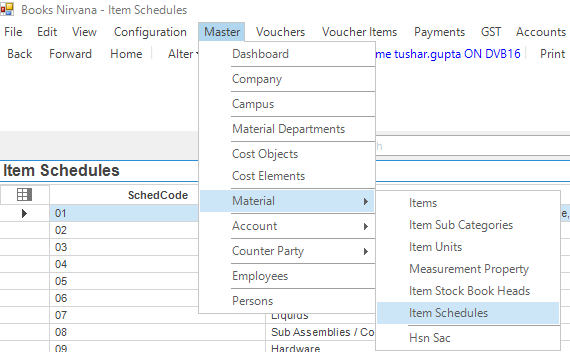 Books Nirvana - Item Schedules
File Edit View Configuration Master Vouchers Voucher Items Payments GST Accounts
Back Forward Home Alter me tushar.gupta ON DVB16 Print
Dashboard
Company
Campus
Material Departments
Cost Objects
Cost Elements
Material
Account
Counter Party
Employees
Persons
Items
Item Sub Categories
Item Units
Measurement Property
Item Stock Book Heads
Item Schedules
Hsn Sac
Item Schedules
SchedCode
01
02
03
04
05
06
07 Liquids
08 Sub Assemblies / Co
09 Hardware